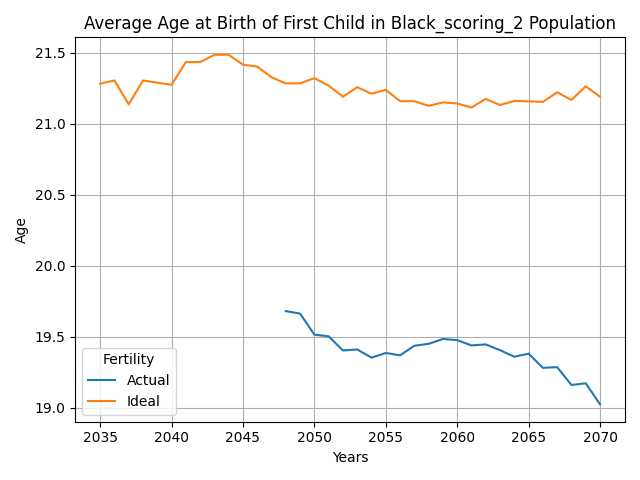 Average Age at Birth of First Child in Black_scoring_2 Population
21.5
21.0
20.5
20.0
19.5
19.0
Age
Fertility
Actual
Ideal
2035 2040 2045 2050 2055 2060 2065 2070
Years